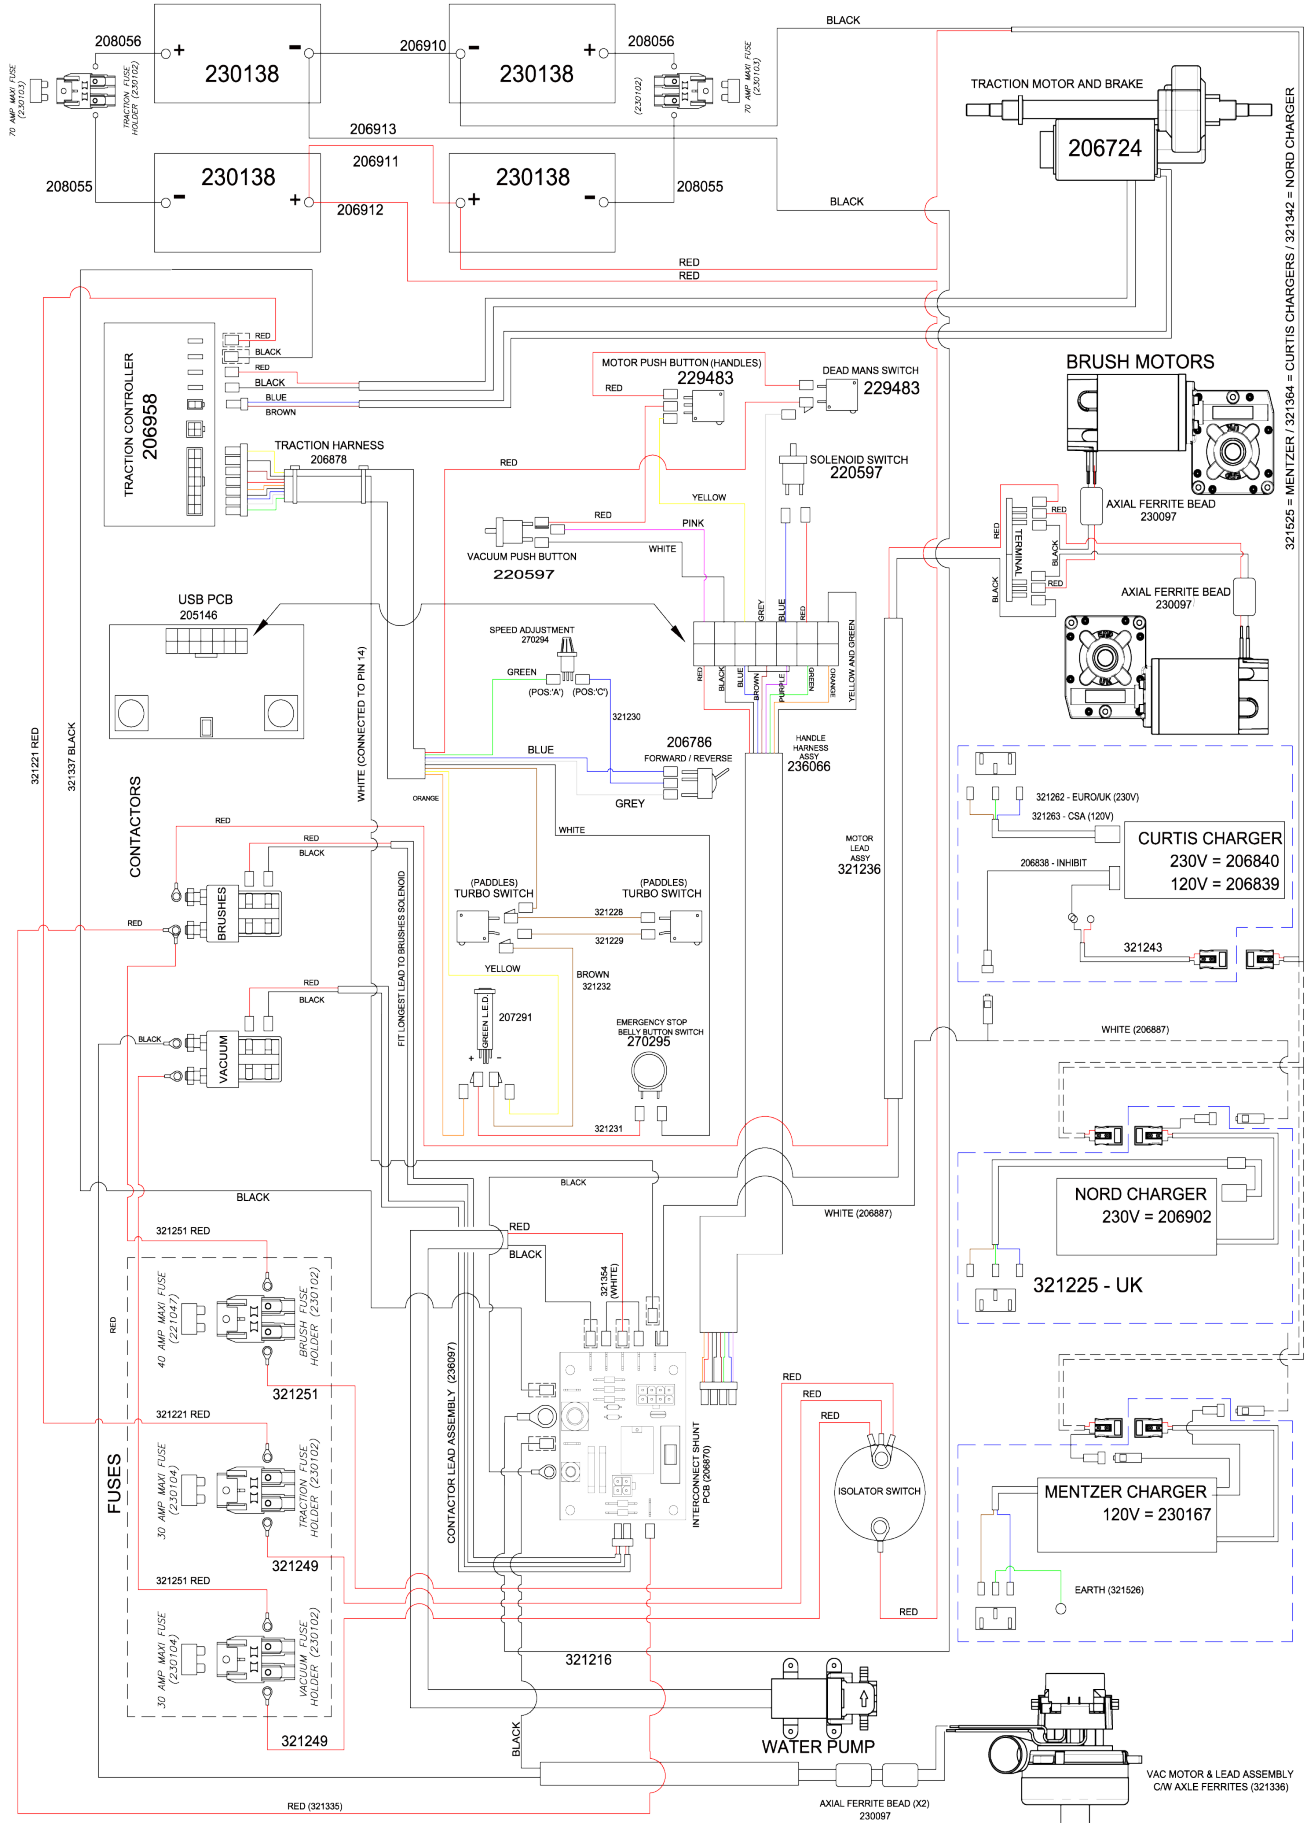 BLACK
208056
+
-
206910
-
+
208056
230138
230138
70 AMP MAXI FUSE
(230103)
TRACTION FUSE
HOLDER (230102)
(230102)
70 AMP MAXI FUSE
(230103)
TRACTION MOTOR AND BRAKE
206724
206913
206911
208055
-
230138
+
206912
+
230138
-
208055
BLACK
RED
RED
321525 = MENTZER / 321364 = CURTIS CHARGERS / 321342 = NORD CHARGER
TRACTION CONTROLLER
206958
RED
BLACK
RED
BLACK
BLUE
BROWN
TRACTION HARNESS
206878
MOTOR PUSH BUTTON (HANDLES)
229483
RED
DEAD MANS SWITCH
229483
BRUSH MOTORS
RED
SOLENOID SWITCH
220597
YELLOW
RED
PINK
WHITE
VACUUM PUSH BUTTON
220597
AXIAL FERRITE BEAD
230097
RED
RED
BLACK
TERMINAL
RED
BLACK
AXIAL FERRITE BEAD
230097
USB PCB
205146
SPEED ADJUSTMENT
270294
GREEN
(POS:'A')
(POS:'C')
321230
GREY
BLUE
RED
YELLOW AND GREEN
RED
BLACK
BLUE
BROWN
PURPLE
GREEN
ORANGE
WHITE (CONNECTED TO PIN 14)
321221 RED
321337 BLACK
BLUE
206786
FORWARD / REVERSE
GREY
ORANGE
HANDLE
HARNESS
ASSY
236066
WHITE
CONTACTORS
RED
RED
BLACK
BRUSHES
RED
RED
BLACK
VACUUM
BLACK
FIT LONGEST LEAD TO BRUSHES SOLENOID
(PADDLES)
TURBO SWITCH
321228
321229
(PADDLES)
TURBO SWITCH
YELLOW
BROWN
321232
GREEN L.E.D.
207291
+
-
EMERGENCY STOP
BELLY BUTTON SWITCH
270295
321231
MOTOR
LEAD
ASSY
321236
321262 - EURO/UK (230V)
321263 - CSA (120V)
CURTIS CHARGER
230V = 206840
120V = 206839
206838 - INHIBIT
321243
WHITE (206887)
BLACK
BLACK
WHITE (206887)
NORD CHARGER
230V = 206902
321225 - UK
321251 RED
RED
BLACK
321354
(WHITE)
RED
40 AMP MAXI FUSE
(221047)
BRUSH FUSE
HOLDER (230102)
321251
CONTACTOR LEAD ASSEMBLY (236097)
INTERCONNECT SHUNT
PCB (206870)
RED
RED
RED
ISOLATOR SWITCH
RED
FUSES
321221 RED
30 AMP MAXI FUSE
(230104)
TRACTION FUSE
HOLDER (230102)
321249
321251 RED
30 AMP MAXI FUSE
(230104)
VACUUM FUSE
HOLDER (230102)
321249
MENTZER CHARGER
120V = 230167
EARTH (321526)
321216
BLACK
WATER PUMP
RED (321335)
AXIAL FERRITE BEAD (X2)
230097
VAC MOTOR & LEAD ASSEMBLY
C/W AXLE FERRITES (321336)